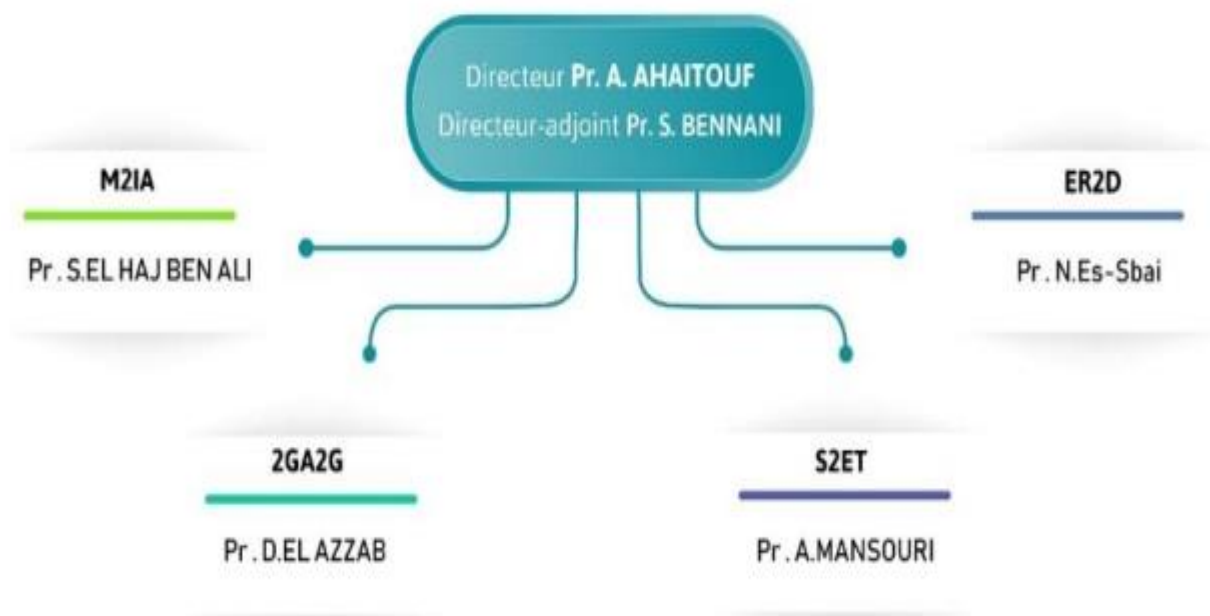 Directeur Pr. A. AHAITOUF
Directeur-adjoint Pr. S. BENNANI
M2IA
Pr . S.EL HAJ BEN ALI
ER2D
Pr . N.Es-Sbai
2GA2G
Pr . D.EL AZZAB
S2ET
Pr . A.MANSOURI